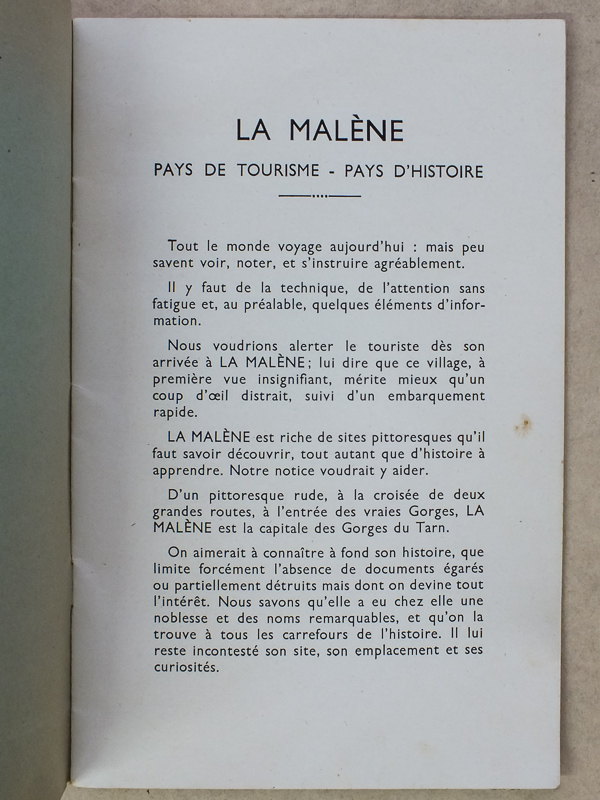 LA MALÈNE
PAYS DE TOURISME - PAYS D'HISTOIRE
Tout le monde voyage aujourd'hui : mais peu
savent voir, noter, et s'instruire agréablement.
Il y faut de la technique, de l'attention sans
fatigue et, au préalable, quelques éléments d'infor-
mation.
Nous voudrions alerter le touriste dès son
arrivée à LA MALÈNE; lui dire que ce village, à
première vue insignifiant, mérite mieux qu'un
coup d'œil distrait, suivi d'un embarquement
rapide.
LA MALÈNE est riche de sites pittoresques qu'il
faut savoir découvrir, tout autant que d'histoire à
apprendre. Notre notice voudrait y aider.
D'un pittoresque rude, à la croisée de deux
grandes routes, à l'entrée des vraies Gorges, LA
MALÈNE est la capitale des Gorges du Tarn.
On aimerait à connaître à fond son histoire, que
limite forcément l'absence de documents égarés
ou partiellement détruits mais dont on devine tout
l'intérêt. Nous savons qu'elle a eu chez elle une
noblesse et des noms remarquables, et qu'on la
trouve à tous les carrefours de l'histoire. Il lui
reste incontesté son site, son emplacement et ses
curiosités.